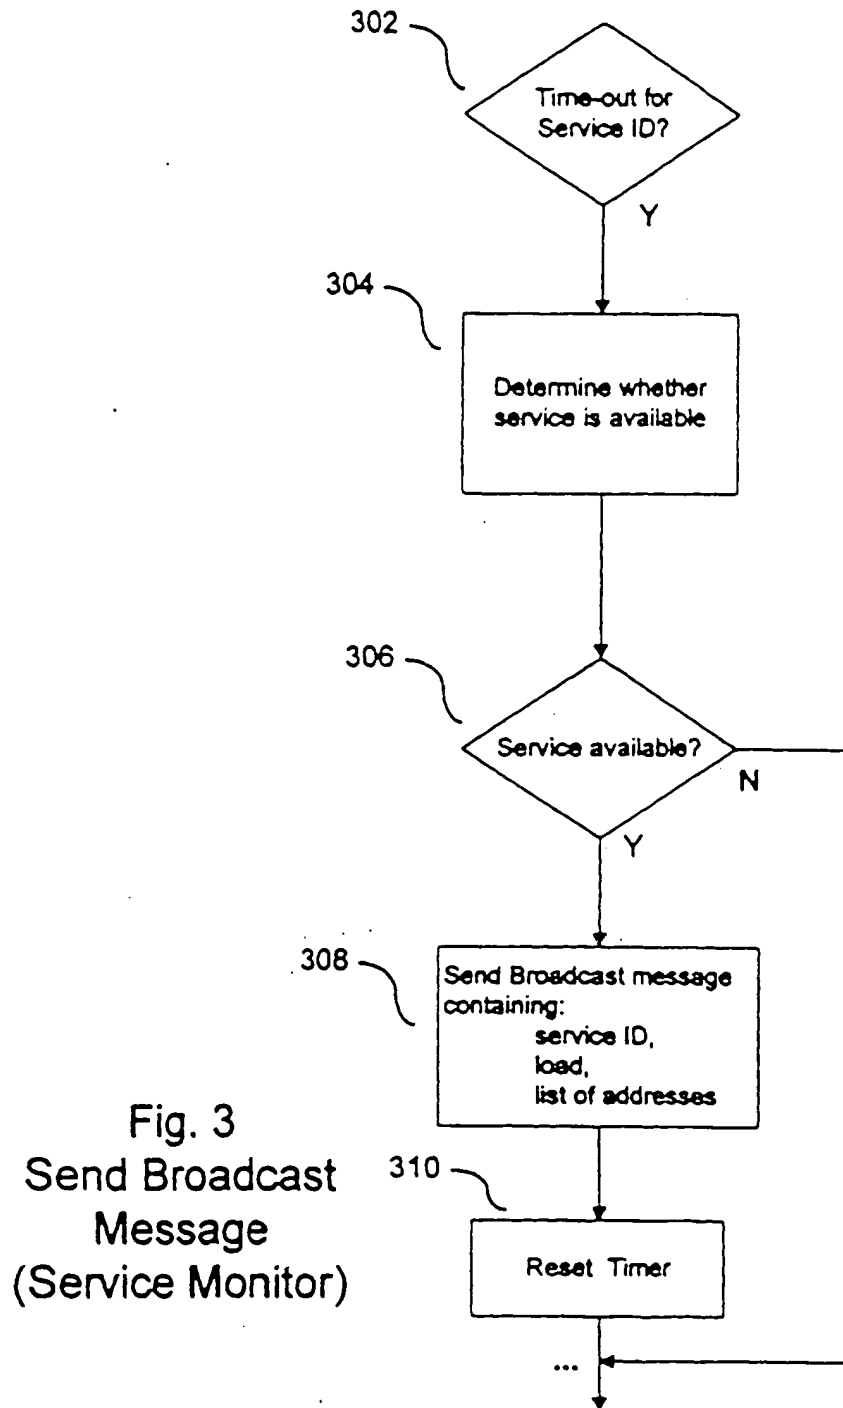 302
Time-out for
Service ID?
Y
304
Determine whether
service is available
306
Service available?
N
Y
308
Send Broadcast message
containing:
service ID,
load,
list of addresses
Fig. 3
Send Broadcast
Message
(Service Monitor)
310
Reset Timer
...